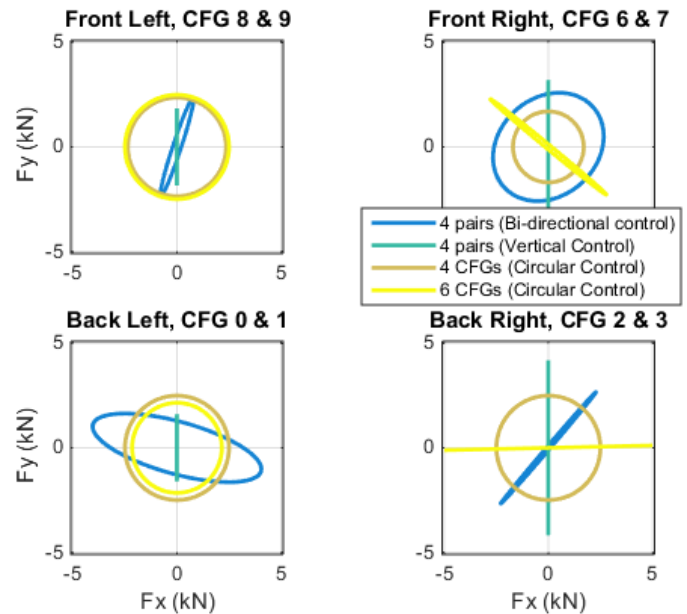 Front Left, CFG 8 & 9
Front Right, CFG 6 & 7
5
0
-5
Fy (kN)
-5
0
5
5
0
-5
4 pairs (Bi-directional control)
4 pairs (Vertical Control)
4 CFGs (Circular Control)
6 CFGs (Circular Control)
Back Left, CFG 0 & 1
Back Right, CFG 2 & 3
5
0
-5
Fy (kN)
-5
0
5
Fx (kN)
5
0
-5
-5
0
5
Fx (kN)